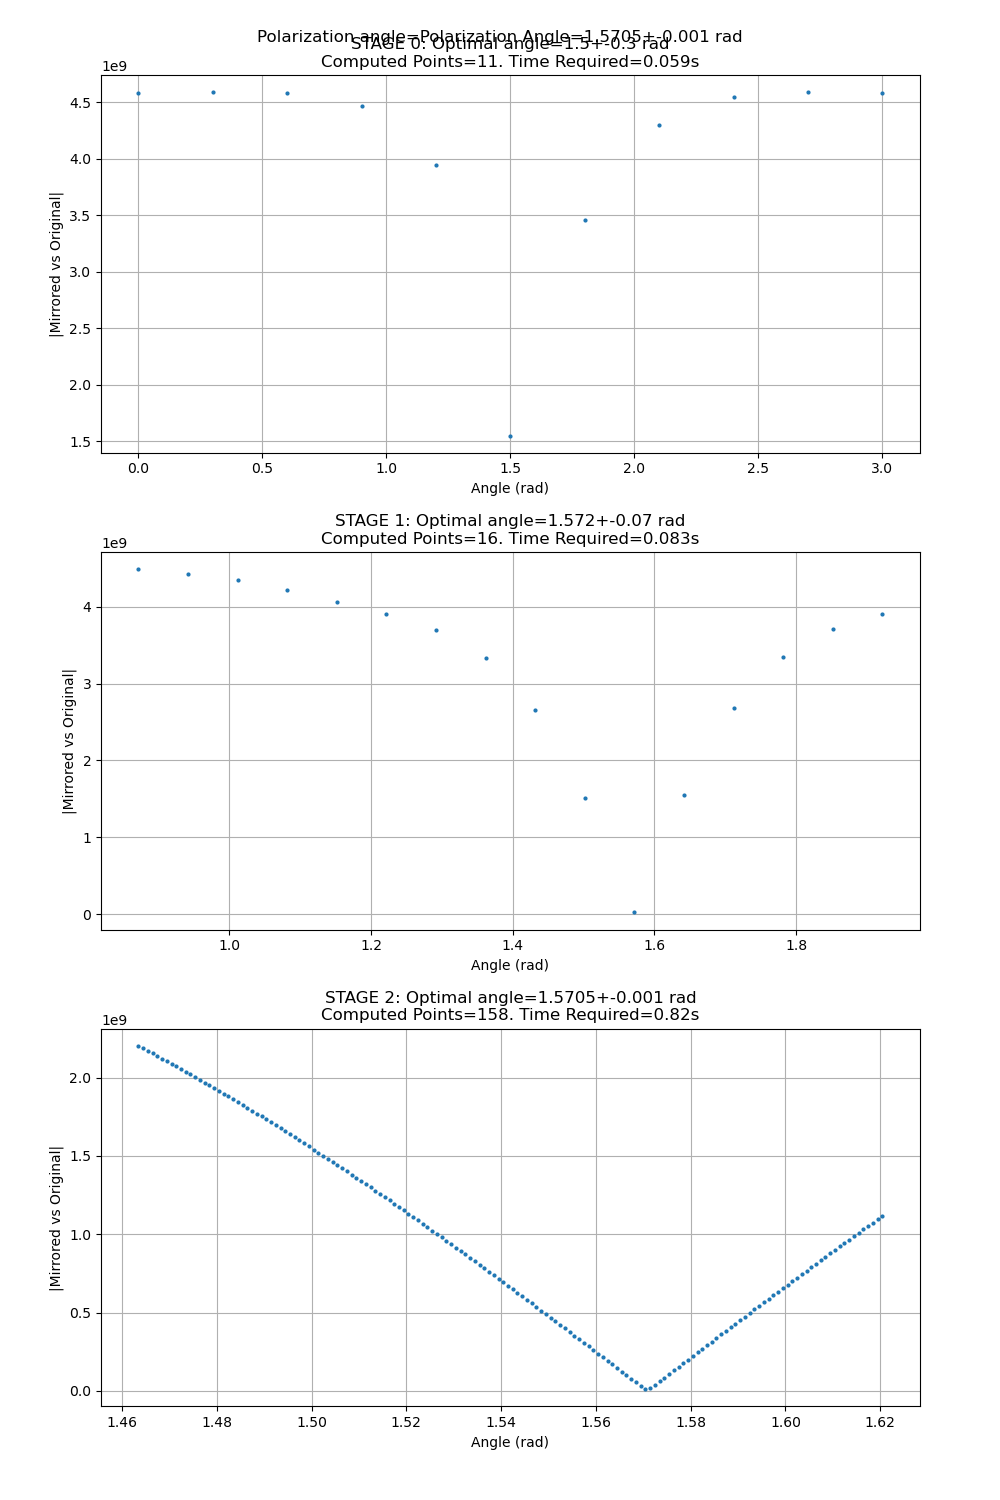 Polarization angle=Polarization Angle=1.5705+-0.001 rad
STAGE 0: Optimal angle=1.5+-0.3 rad
Computed Points=11. Time Required=0.059s
1e9
4.5
4.0
3.5
3.0
2.5
2.0
1.5
|Mirrored vs Original|
0.0 0.5 1.0 1.5 2.0 2.5 3.0
Angle (rad)
STAGE 1: Optimal angle=1.572+-0.07 rad
Computed Points=16. Time Required=0.083s
1e9
4
3
2
1
0
|Mirrored vs Original|
1.0 1.2 1.4 1.6 1.8
Angle (rad)
STAGE 2: Optimal angle=1.5705+-0.001 rad
Computed Points=158. Time Required=0.82s
1e9
2.0
1.5
1.0
0.5
0.0
|Mirrored vs Original|
1.46 1.48 1.50 1.52 1.54 1.56 1.58 1.60 1.62
Angle (rad)